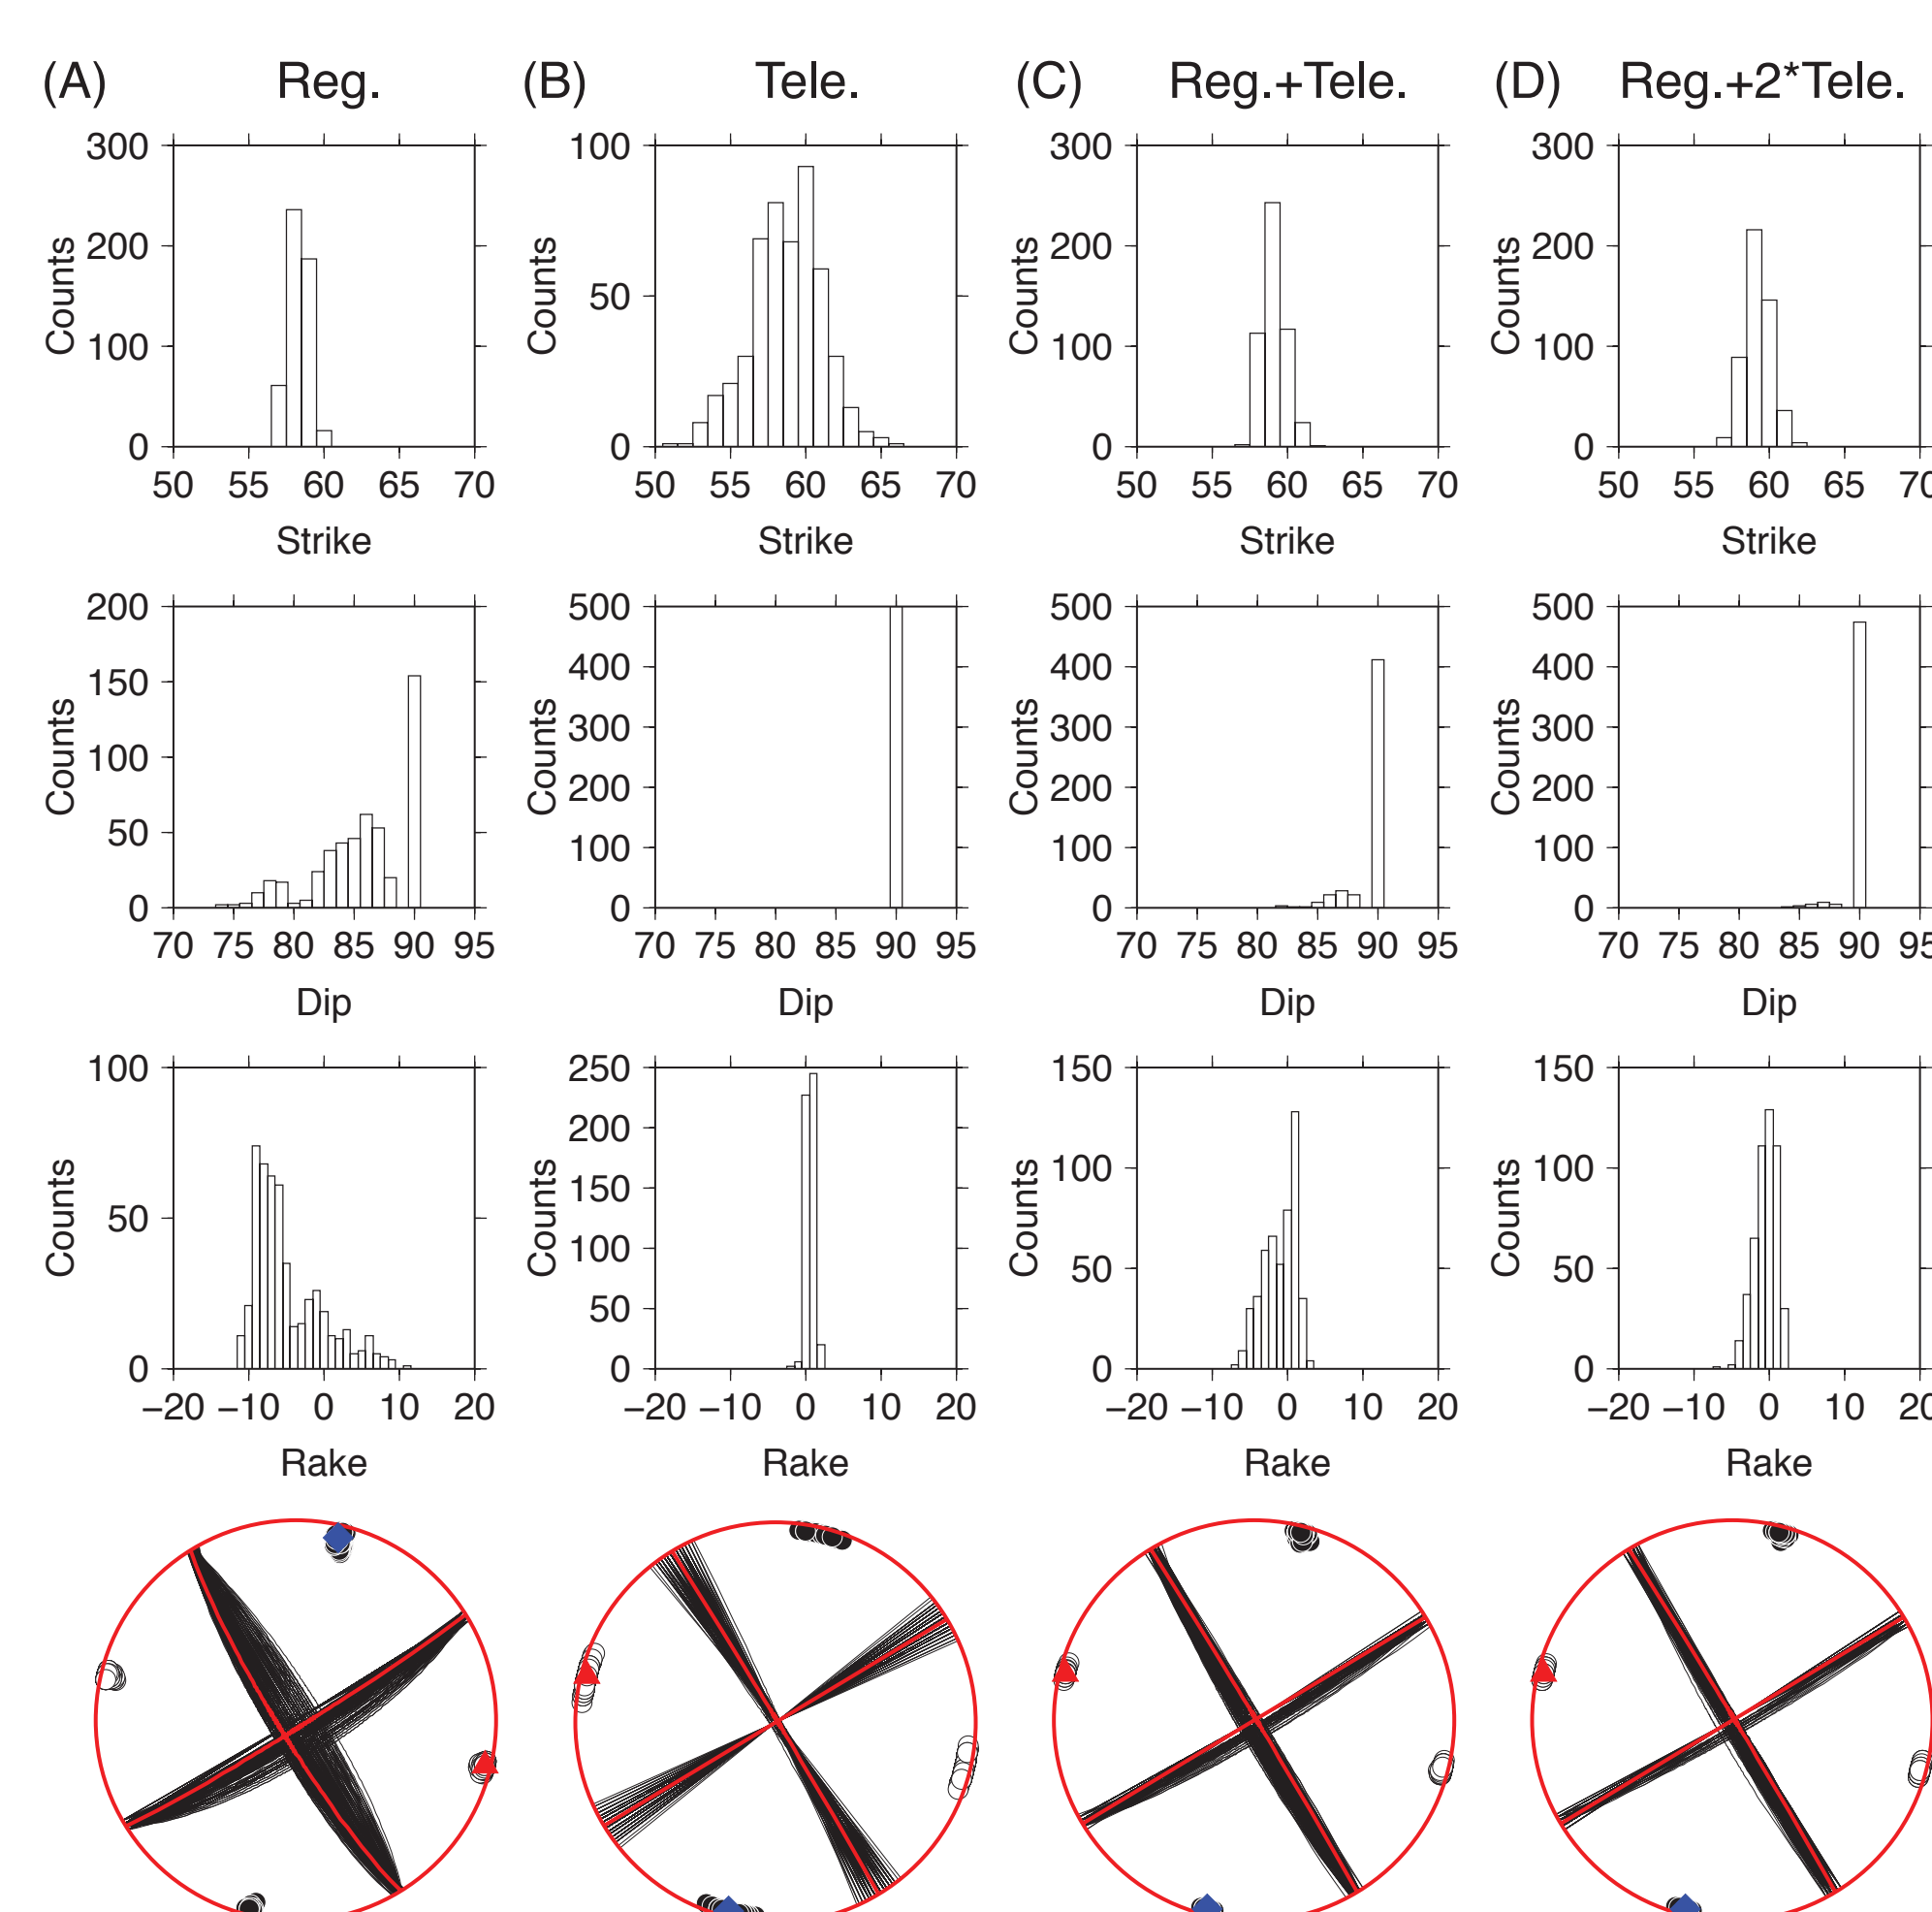 (A) Reg. (B) Tele. (C) Reg.+Tele. (D) Reg.+2*Tele.
300 100 300 300
200 50 200 200
100 100 100
0 0 0 0
Counts Counts Counts Counts
50 55 60 65 70 50 55 60 65 70 50 55 60 65 70 50 55 60 65
Strike Strike Strike Strike
200 500 500 500
150 400 400 400
100 300 300 300
50 200 200 200
100 100 100
0 0 0 0
Counts Counts Counts Counts
70 75 80 85 90 95 70 75 80 85 90 95 70 75 80 85 90 95 70 75 80 85 90
Dip Dip Dip Dip
100 250 150 150
50 200 100 100
150 50 50
100
50
0 0 0 0
Counts Counts Counts Counts
−20 −10 0 10 20 −20 −10 0 10 20 −20 −10 0 10 20 −20 −10 0 10
Rake Rake Rake Rake